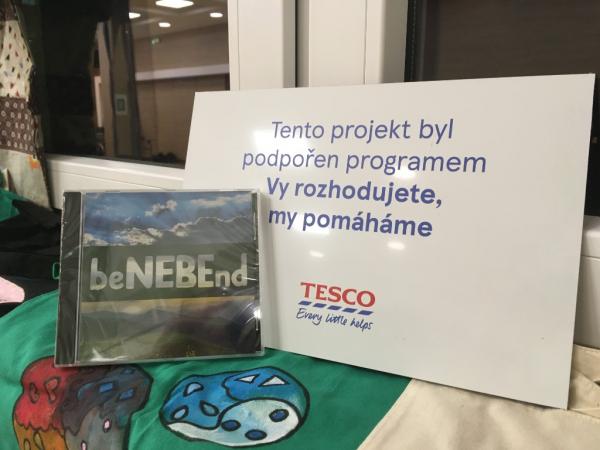 Tento projekt byl
podpořen programem
Vy rozhodujete,
my pomáháme
TESCO
Every little helps
beNEBEnd